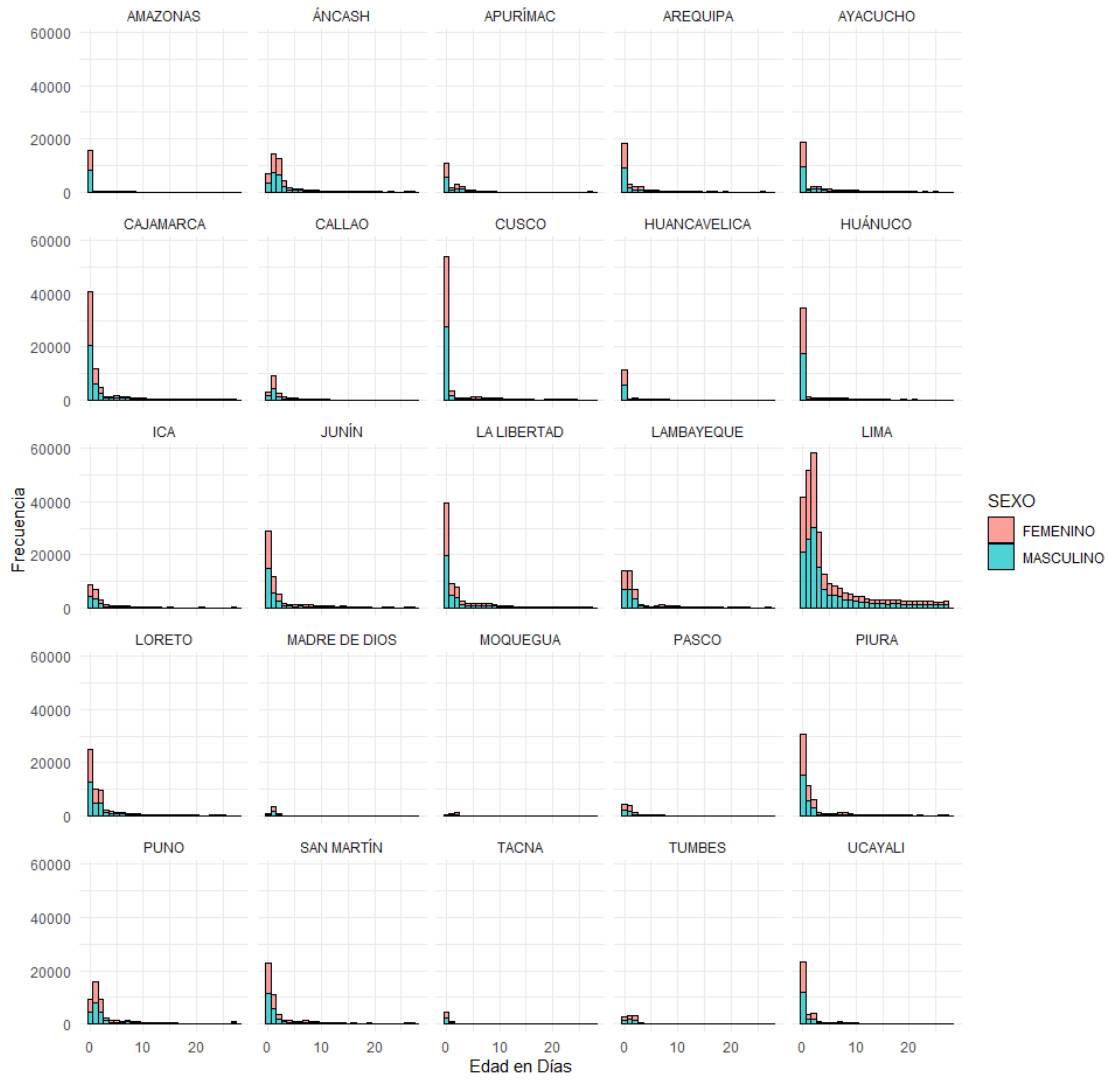 AMAZONAS ÁNCASH APURÍMAC AREQUIPA AYACUCHO
60000
40000
20000
0
CAJAMARCA CALLAO CUSCO HUANCAVELICA HUÁNUCO
60000
40000
20000
0
ICA JUNÍN LA LIBERTAD LAMBAYEQUE LIMA
60000
40000
20000
0
Frecuencia
SEXO
FEMENINO
MASCULINO
LORETO MADRE DE DIOS MOQUEGUA PASCO PIURA
60000
40000
20000
0
PUNO SAN MARTÍN TACNA TUMBES UCAYALI
60000
40000
20000
0
0 10 20 0 10 20 0 10 20 0 10 20 0 10 20
Edad en Días